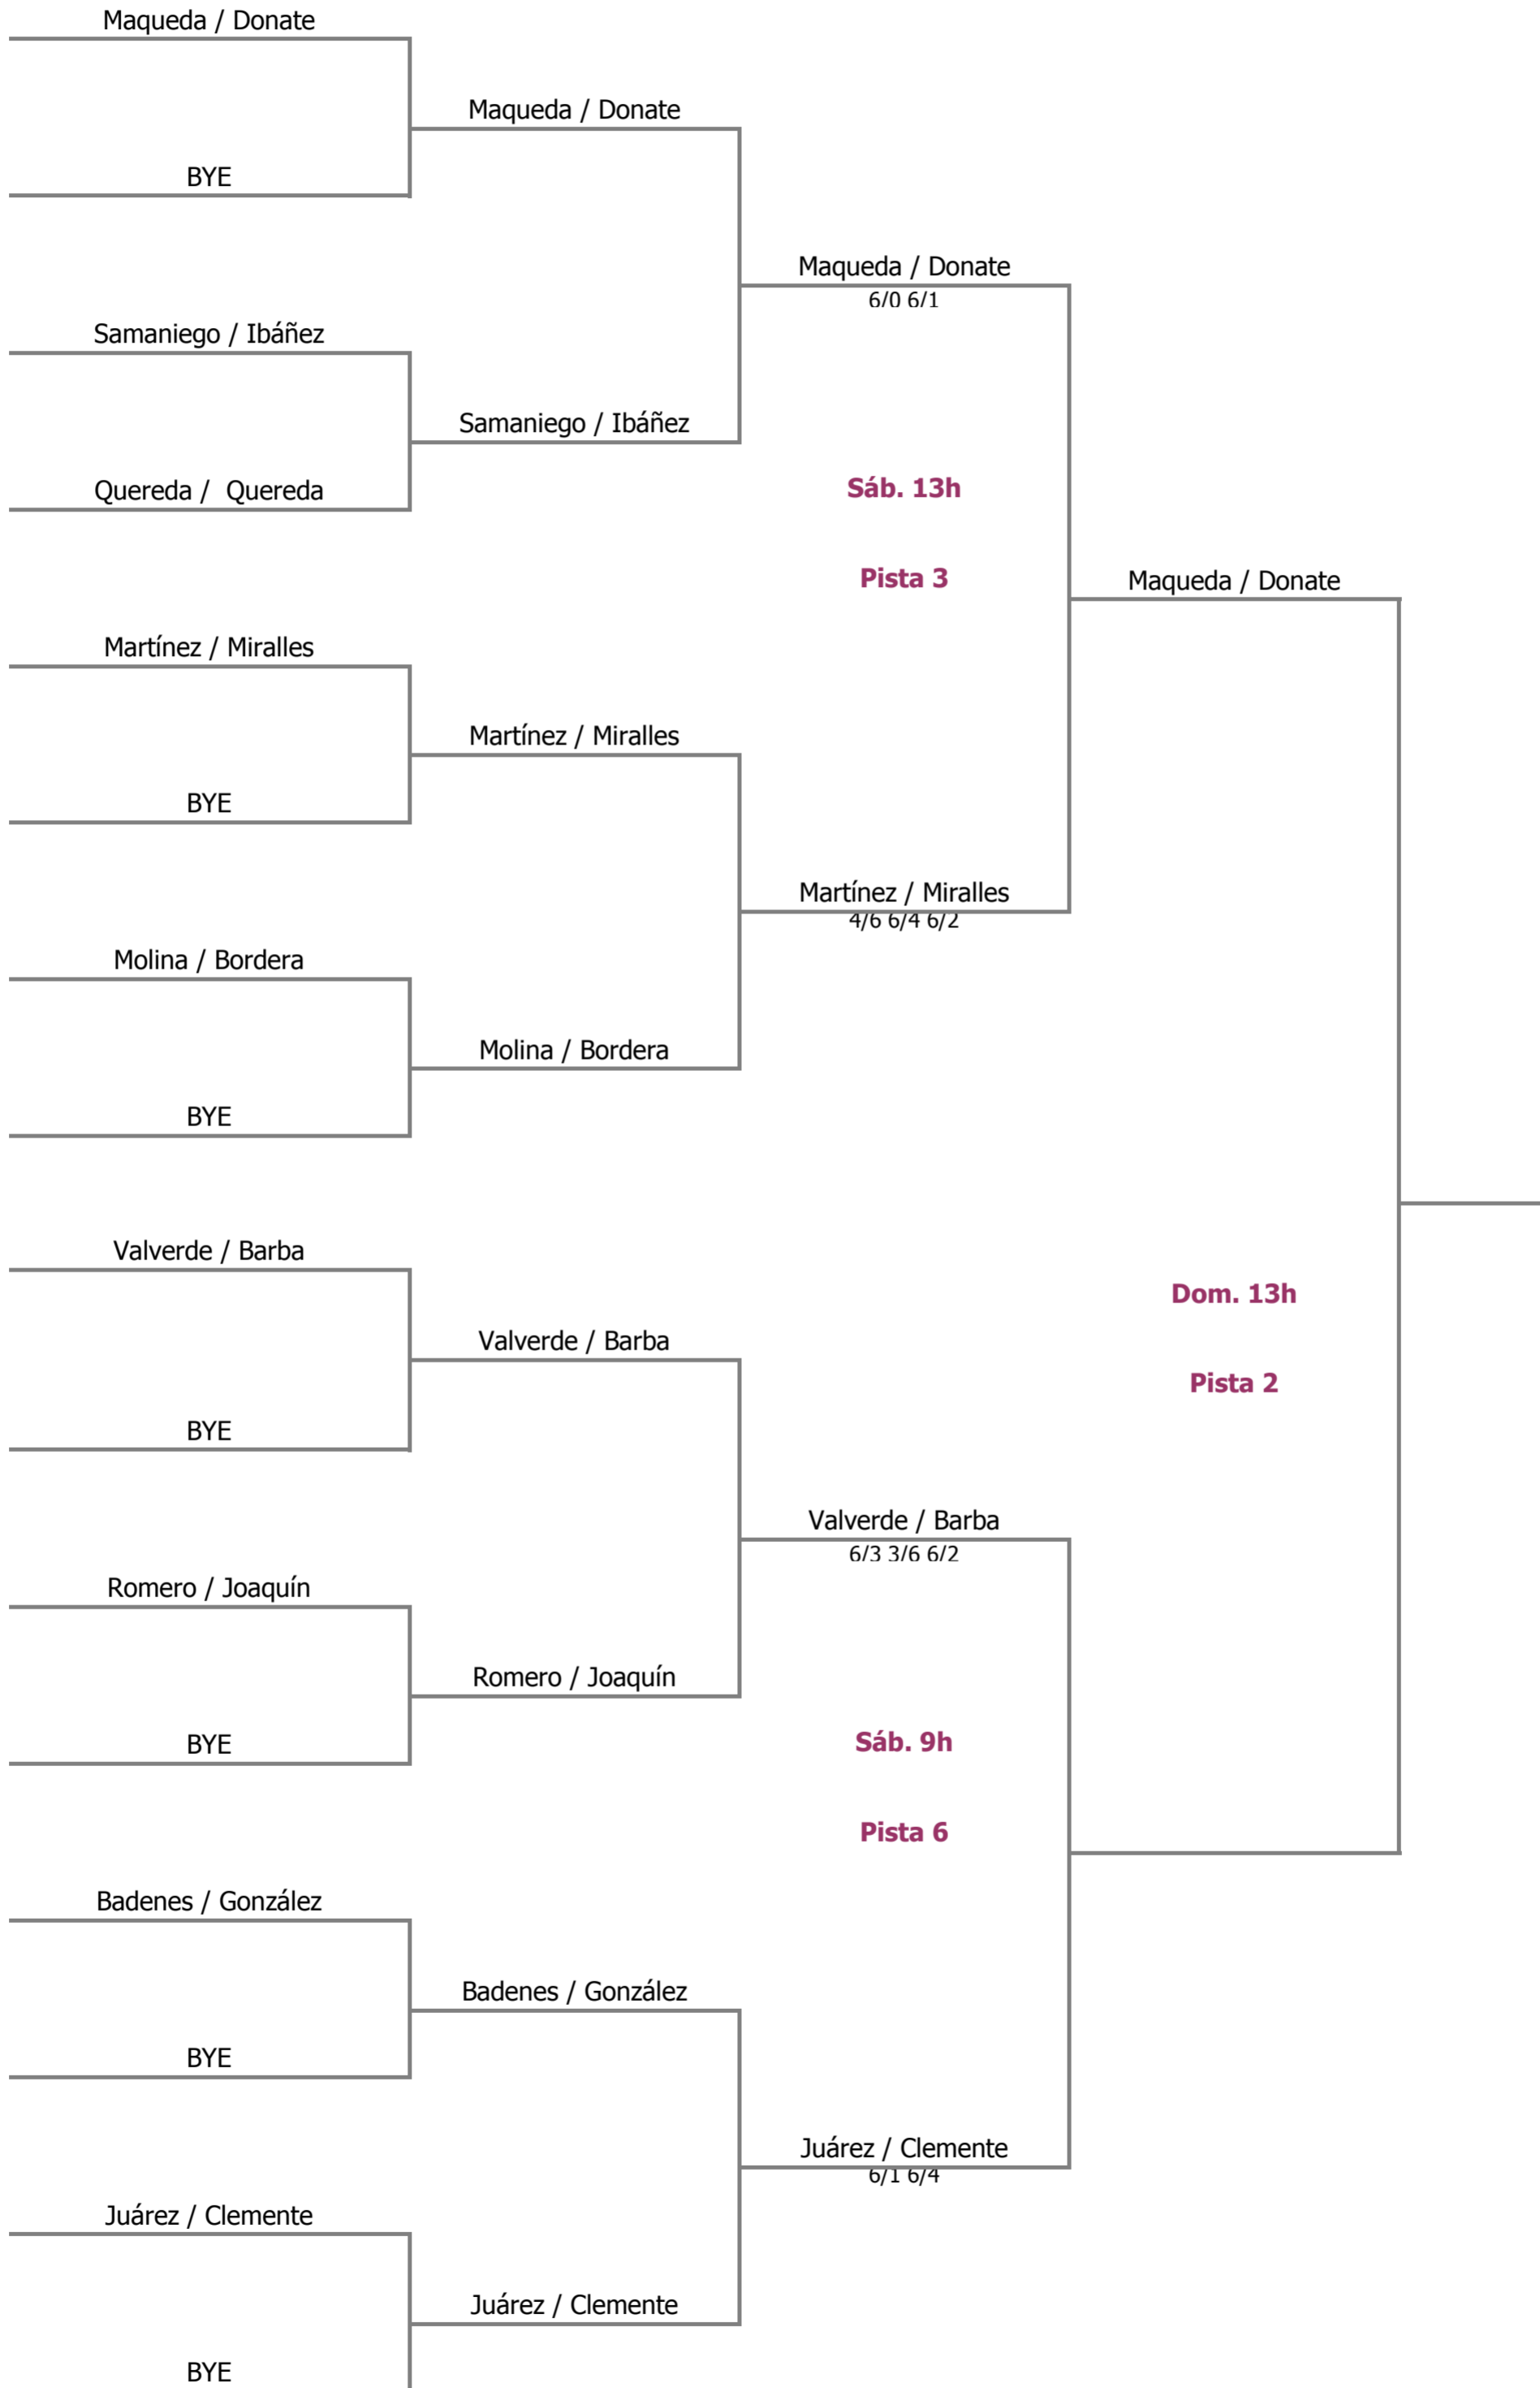 Maqueda / Donate
Maqueda / Donate
BYE
Maqueda / Donate
6/0 6/1
Samaniego / Ibáñez
Samaniego / Ibáñez
Quereda /  Quereda
Sáb. 13h
Pista 3
Maqueda / Donate
Martínez / Miralles
Martínez / Miralles
BYE
Martínez / Miralles
4/6 6/4 6/2
Molina / Bordera
Molina / Bordera
BYE
Valverde / Barba
Dom. 13h
Valverde / Barba
Pista 2
BYE
Valverde / Barba
6/3 3/6 6/2
Romero / Joaquín
Romero / Joaquín
Sáb. 9h
BYE
Pista 6
Badenes / González
Badenes / González
BYE
Juárez / Clemente
6/1 6/4
Juárez / Clemente
Juárez / Clemente
BYE